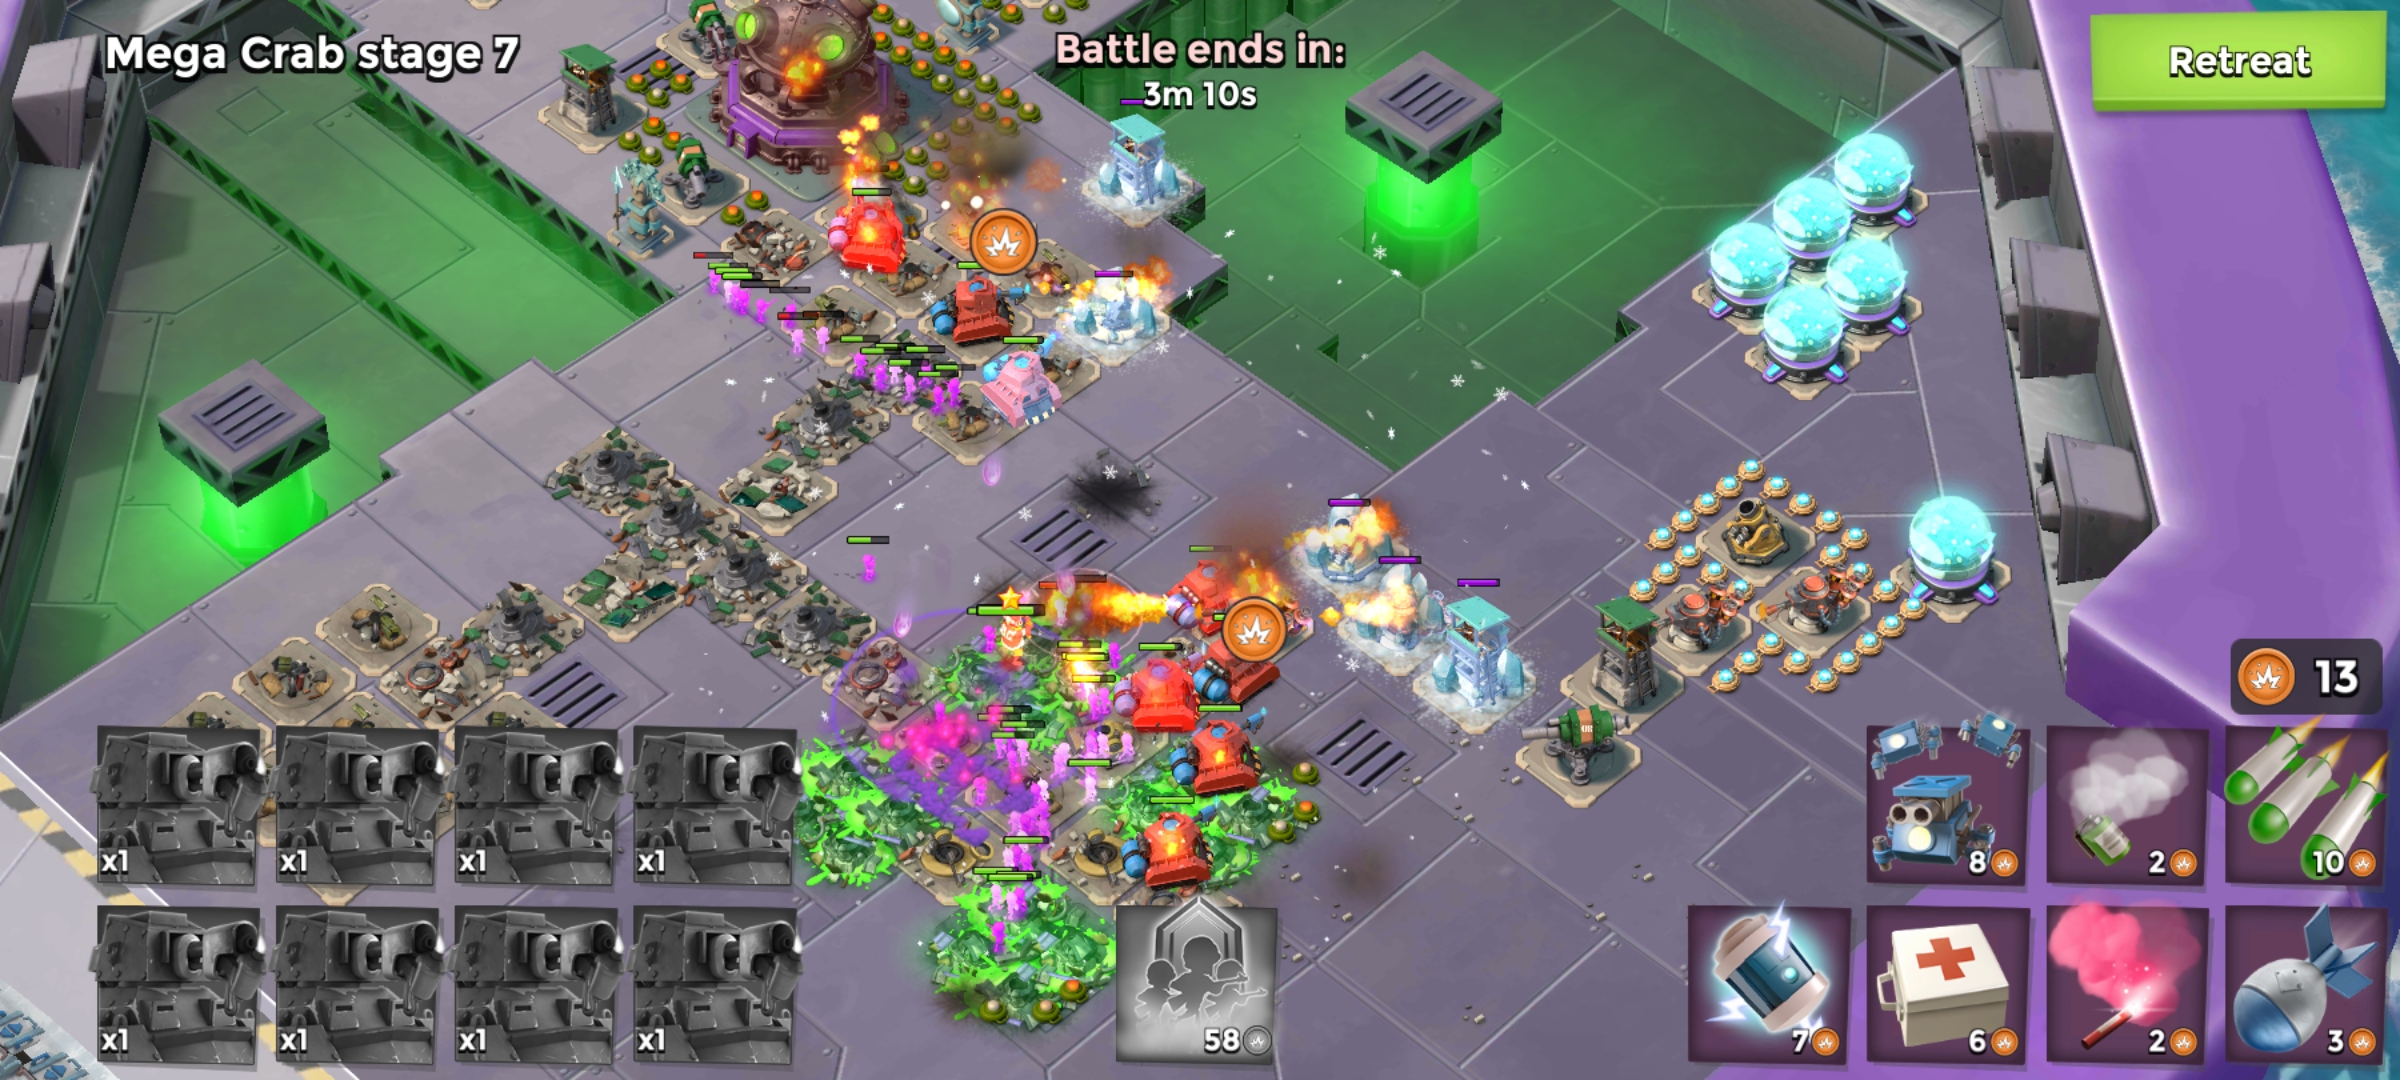 Mega Crab stage 7
Battle ends in:
3m 10s
Retreat
13
8
2
10
x1
x1
x1
x1
x1
x1
x1
x1
58
7
6
2
3